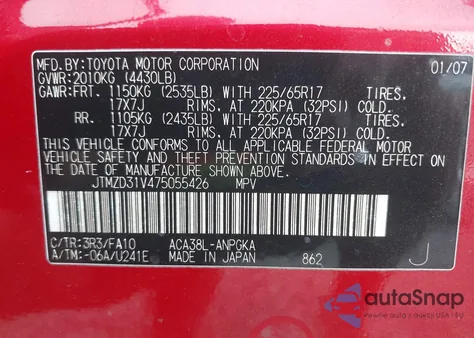 MFD.BY:TOYOTA MOTOR CORPORATION 01/07
GVWR:2010KG (4430LB)
GAWR:FRT. 1150KG (2535LB) WITH 225/65R17 TIRES.
17X7J RIMS. AT 220KPA (32PSI) COLD.
RR. 1105KG (2435LB) WITH 225/65R17 TIRES.
17X7J RIMS. AT 220KPA (32PSI) COLD.
THIS VEHICLE CONFORMS TO ALL APPLICABLE FEDERAL MOTOR
VEHICLE SAFETY, BUMPER, AND THEFT PREVENTION
STANDARDS IN EFFECT ON
THE DATE OF MANUFACTURE SHOWN ABOVE.
JTMZD31V475055426 MPV
C/TR:3R3/FA10 ACA38L-ANPGKA
A/TM:-06A/U241E MADE IN JAPAN 862 J
autoSnap